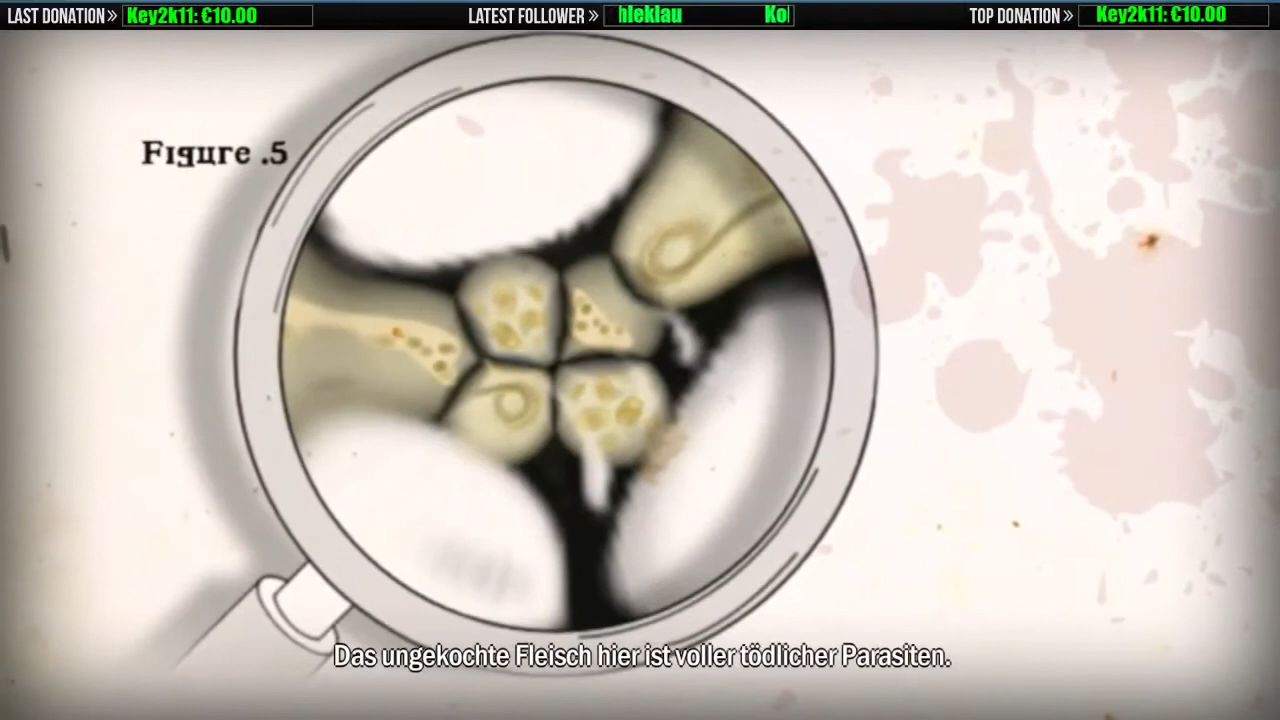 LAST DONATION >> Key2k11: €10.00 LATEST FOLLOWER >> hleklau Ko TOP DONATION >> Key2k11: €10.00
Figure .5
Das ungekochte Fleisch hier ist voller tödlicher Parasiten.